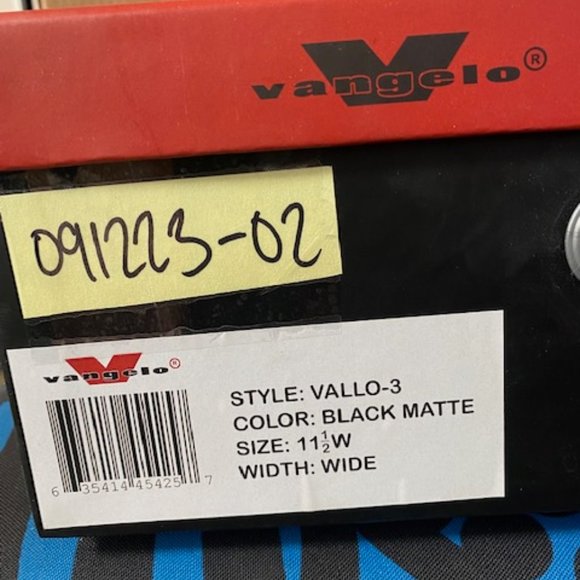 vangelo®
091223-02
vangelo®
STYLE: VALLO-3
COLOR: BLACK MATTE
SIZE: 11½W
WIDTH: WIDE
6 35414 45425 7